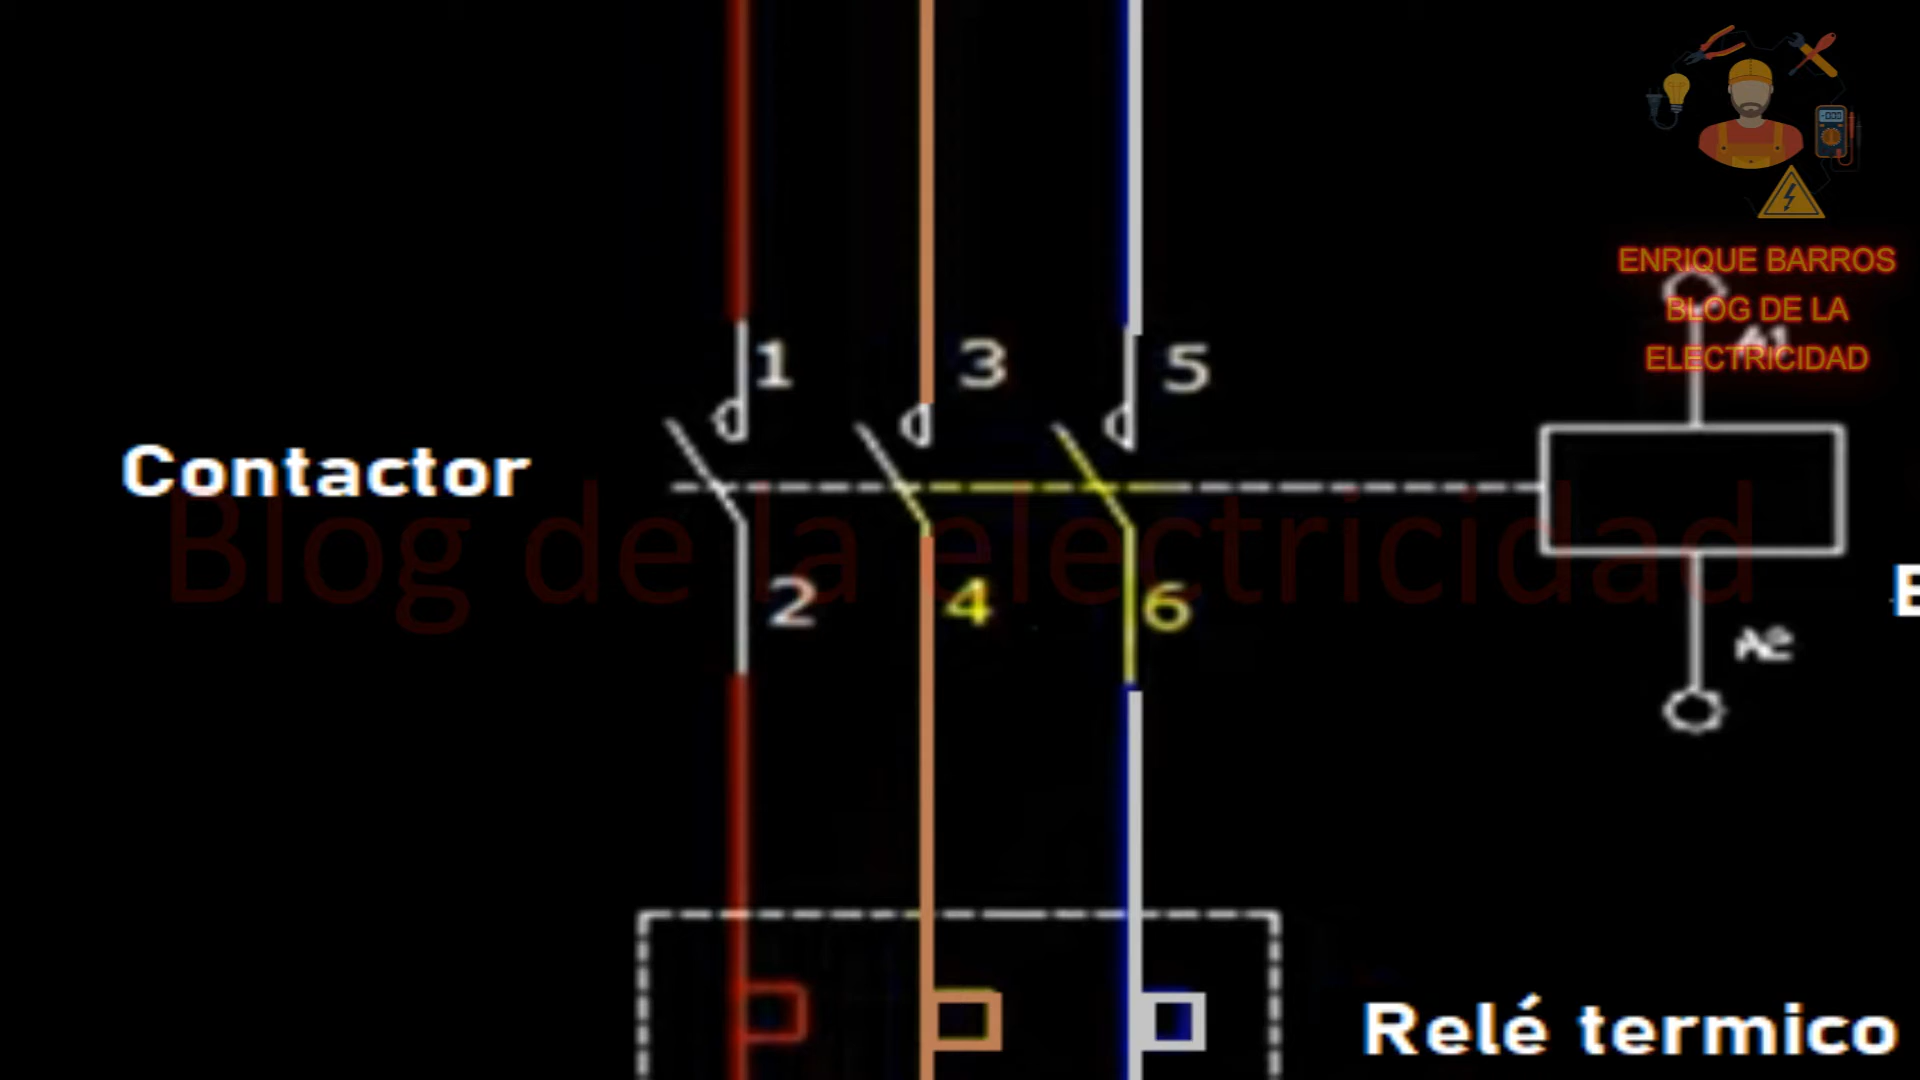 ENRIQUE BARROS
BLOG DE LA
ELECTRICIDAD
A1
1
3
5
Contactor
Blog de la electricidad
2
4
6
A2
Relé termico